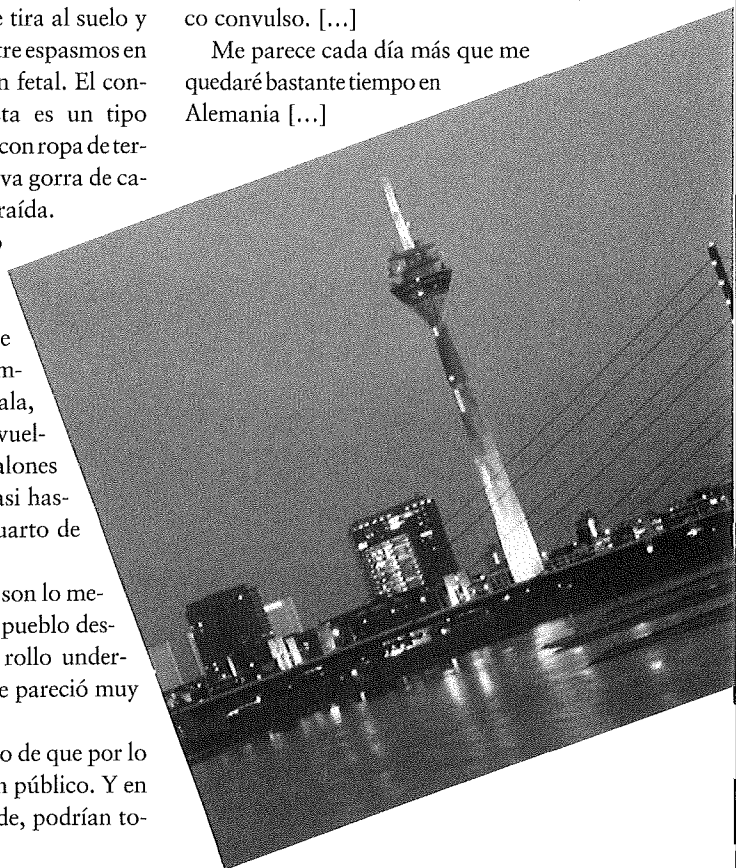 e tira al suelo y
tre espasmos en
n fetal. El con-
ta es un tipo
con ropa de ter-
va gorra de ca-
raída.
o
e
m-
ala,
vuel-
alones
asi has-
uarto de
son lo me-
pueblo des-
rollo under-
e pareció muy
o de que por lo
n público. Y en
de, podrían to-
co convulso. […]
Me parece cada día más que me
quedaré bastante tiempo en
Alemania […]